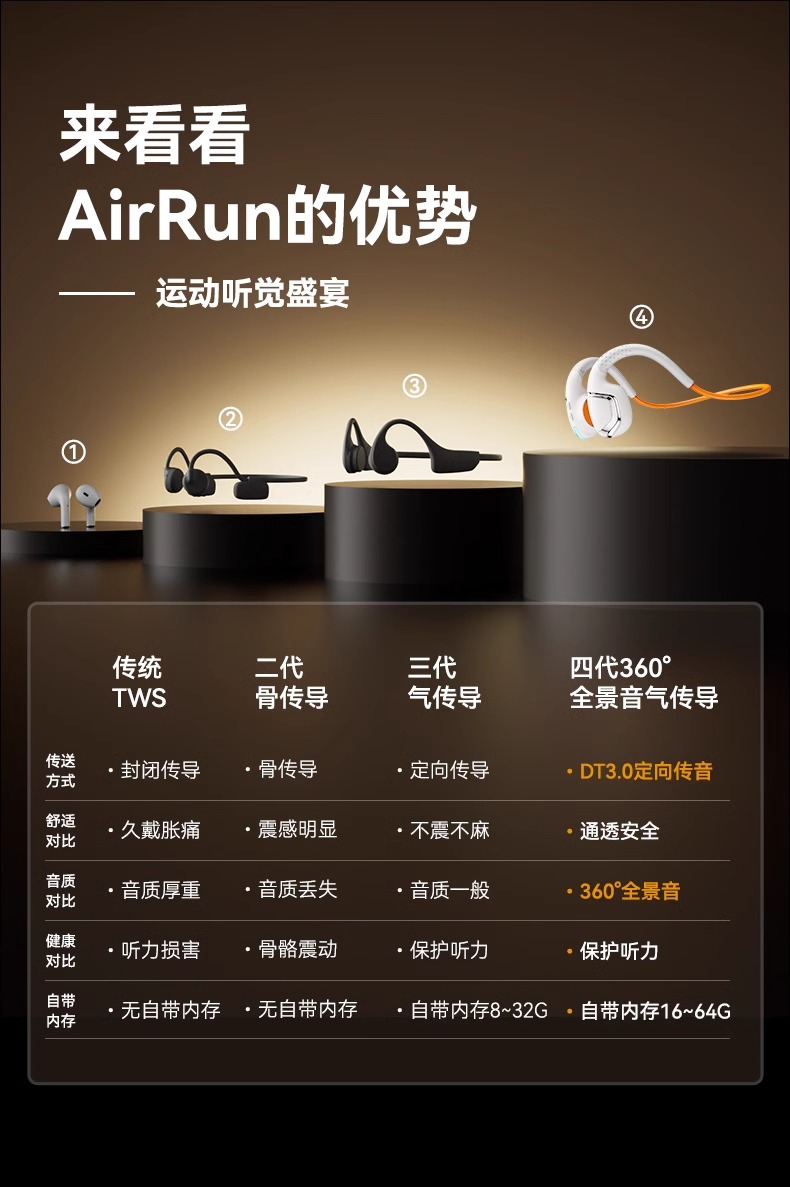 来看看
AirRun的优势
运动听觉盛宴
①
②
③
④
传统
TWS
二代
骨传导
三代
气传导
四代360°
全景音气传导
传送
方式
·封闭传导
·骨传导
·定向传导
·DT3.0定向传音
舒适
对比
·久戴胀痛
·震感明显
·不震不麻
·通透安全
音质
对比
·音质厚重
·音质丢失
·音质一般
·360°全景音
健康
对比
·听力损害
·骨骼震动
·保护听力
·保护听力
自带
内存
·无自带内存
·无自带内存
·自带内存8~32G
·自带内存16~64G